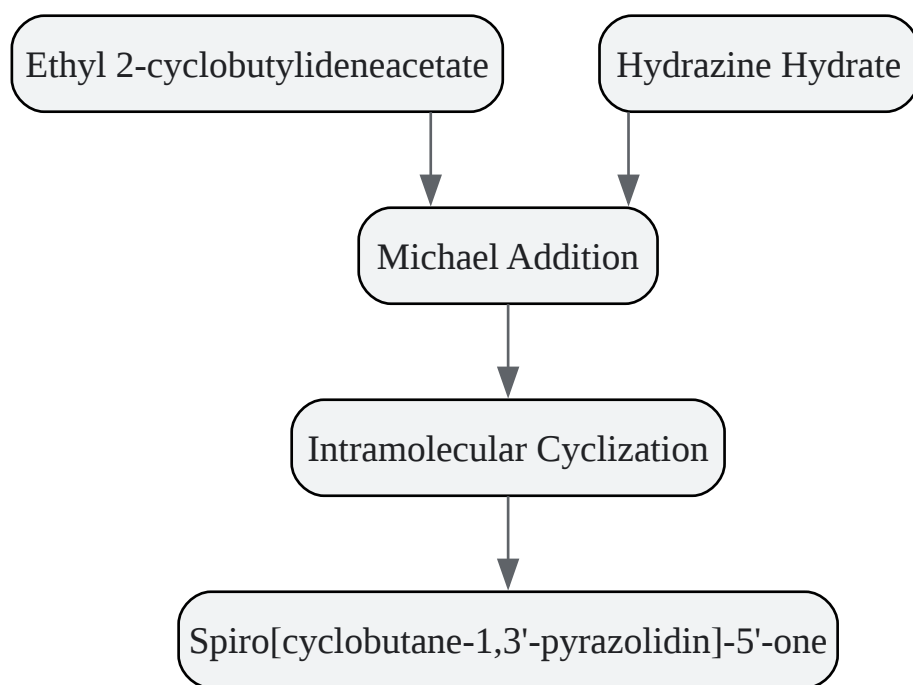 Ethyl 2-cyclobutylideneacetate
Hydrazine Hydrate
Michael Addition
Intramolecular Cyclization
Spiro[cyclobutane-1,3'-pyrazolidin]-5'-one